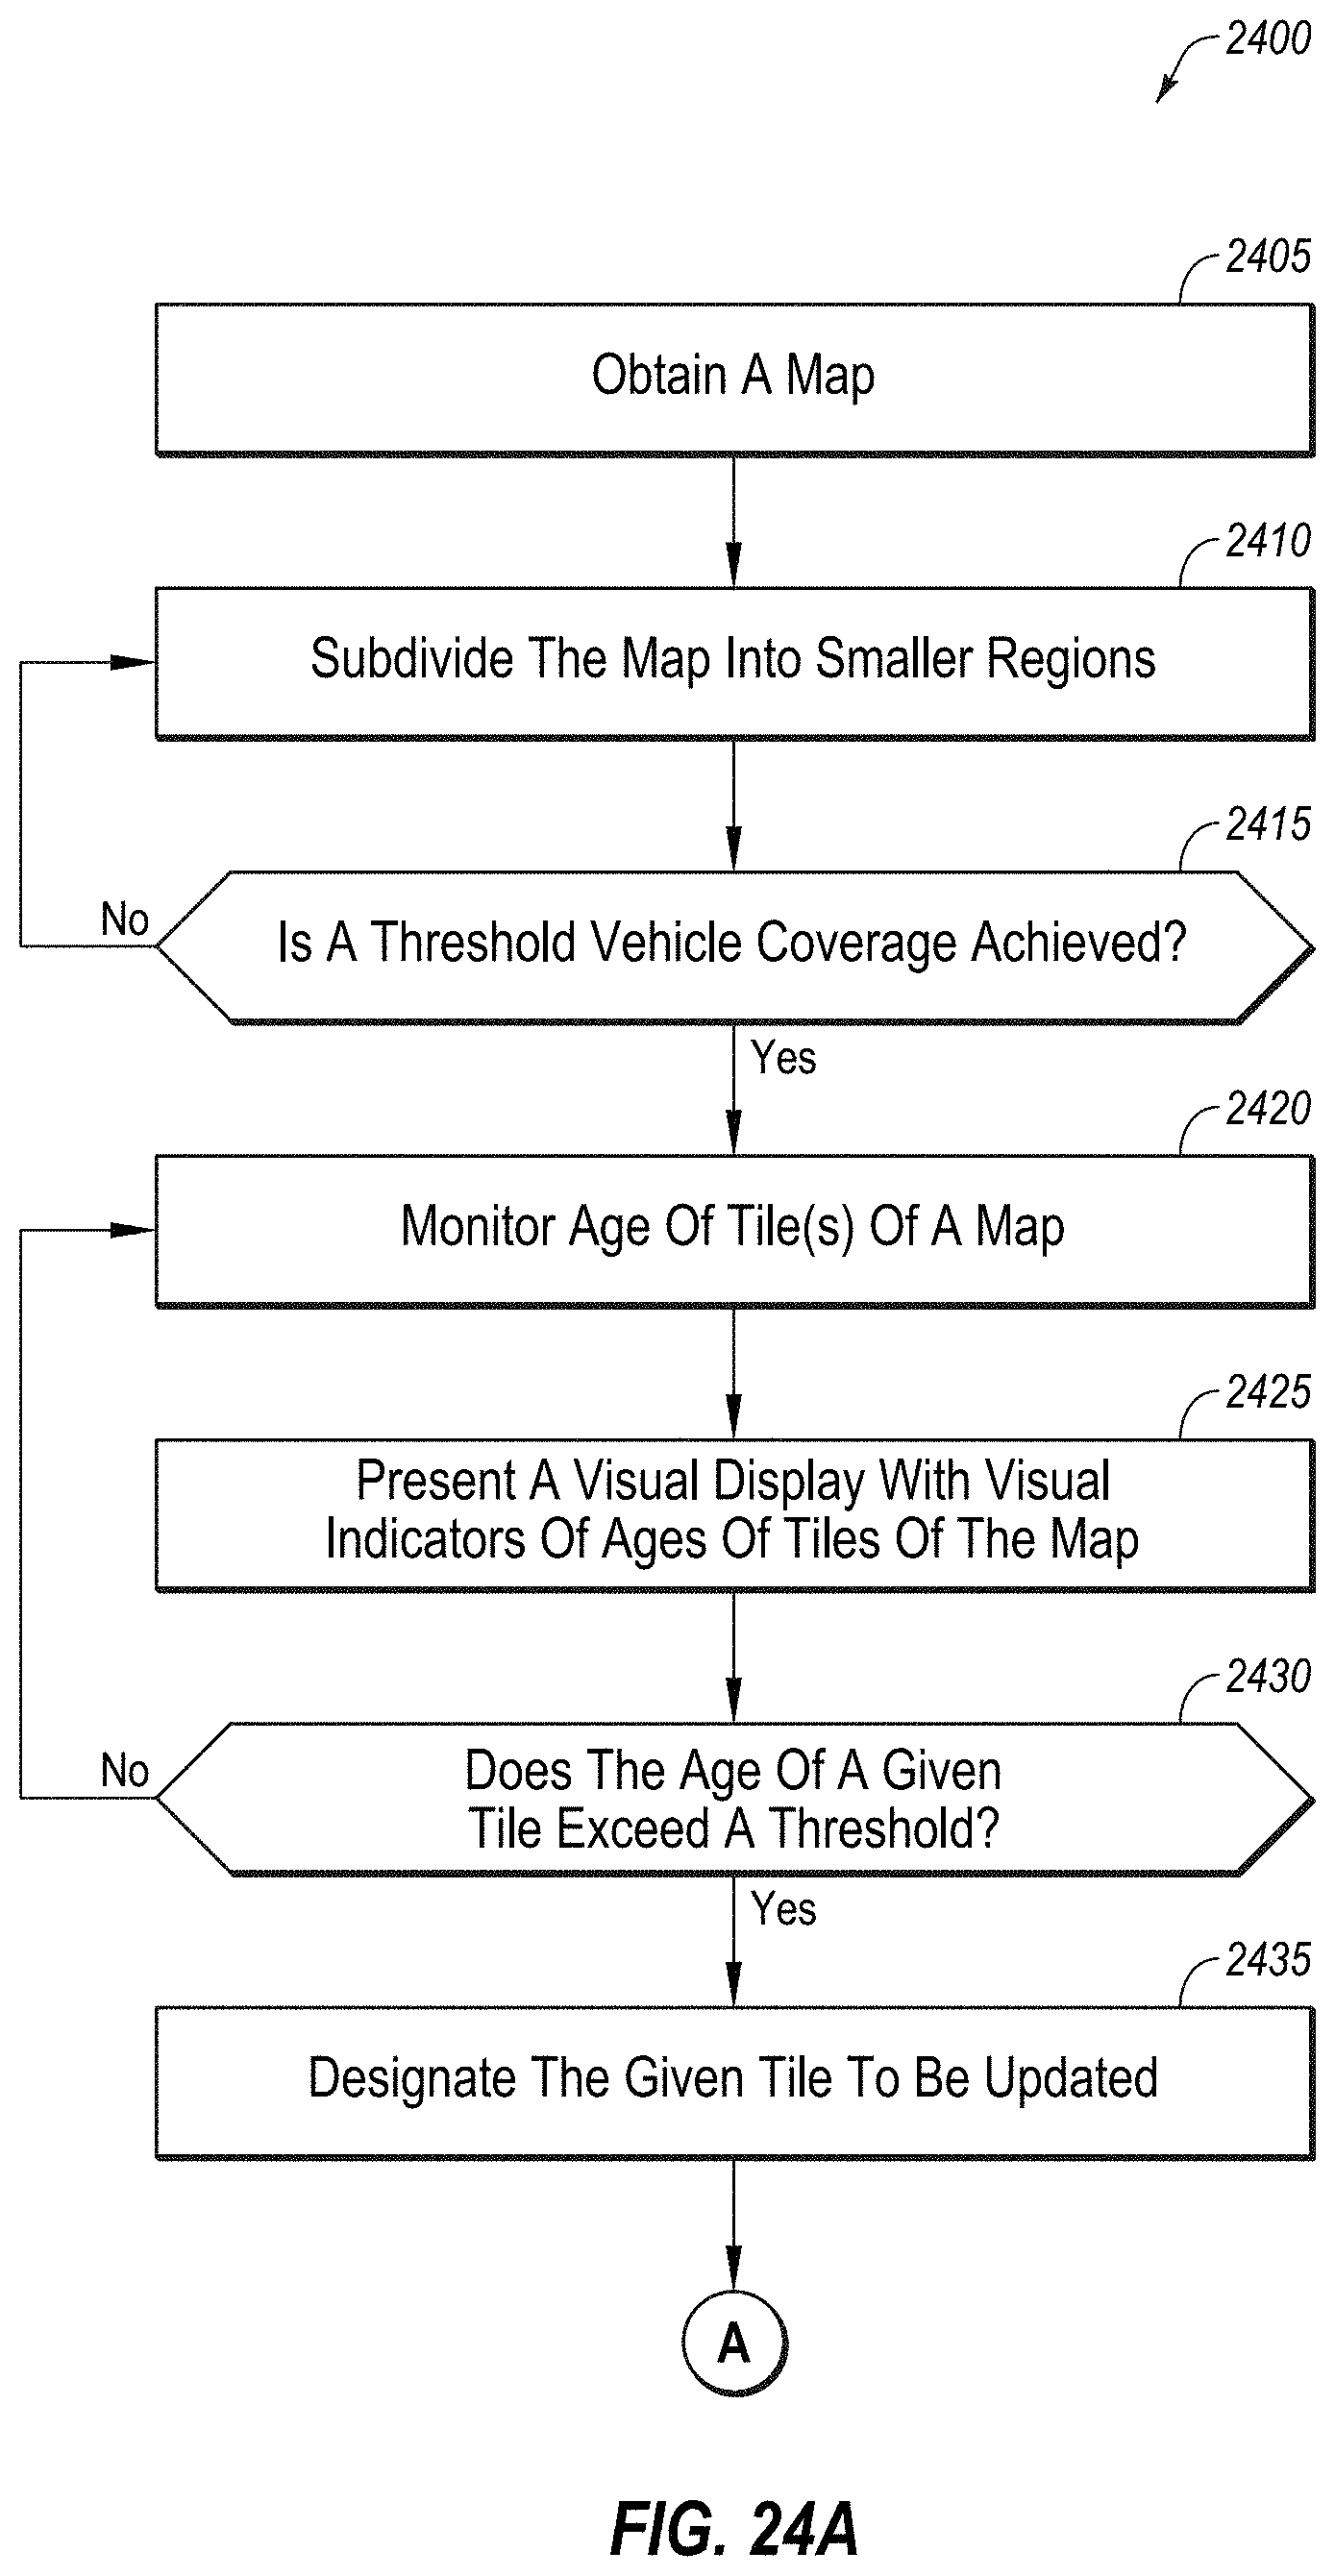 2400
2405
Obtain A Map
2410
Subdivide The Map Into Smaller Regions
2415
Is A Threshold Vehicle Coverage Achieved?
No
Yes
2420
Monitor Age Of Tile(s) Of A Map
2425
Present A Visual Display With Visual
Indicators Of Ages Of Tiles Of The Map
2430
Does The Age Of A Given
Tile Exceed A Threshold?
No
Yes
2435
Designate The Given Tile To Be Updated
A
FIG. 24A